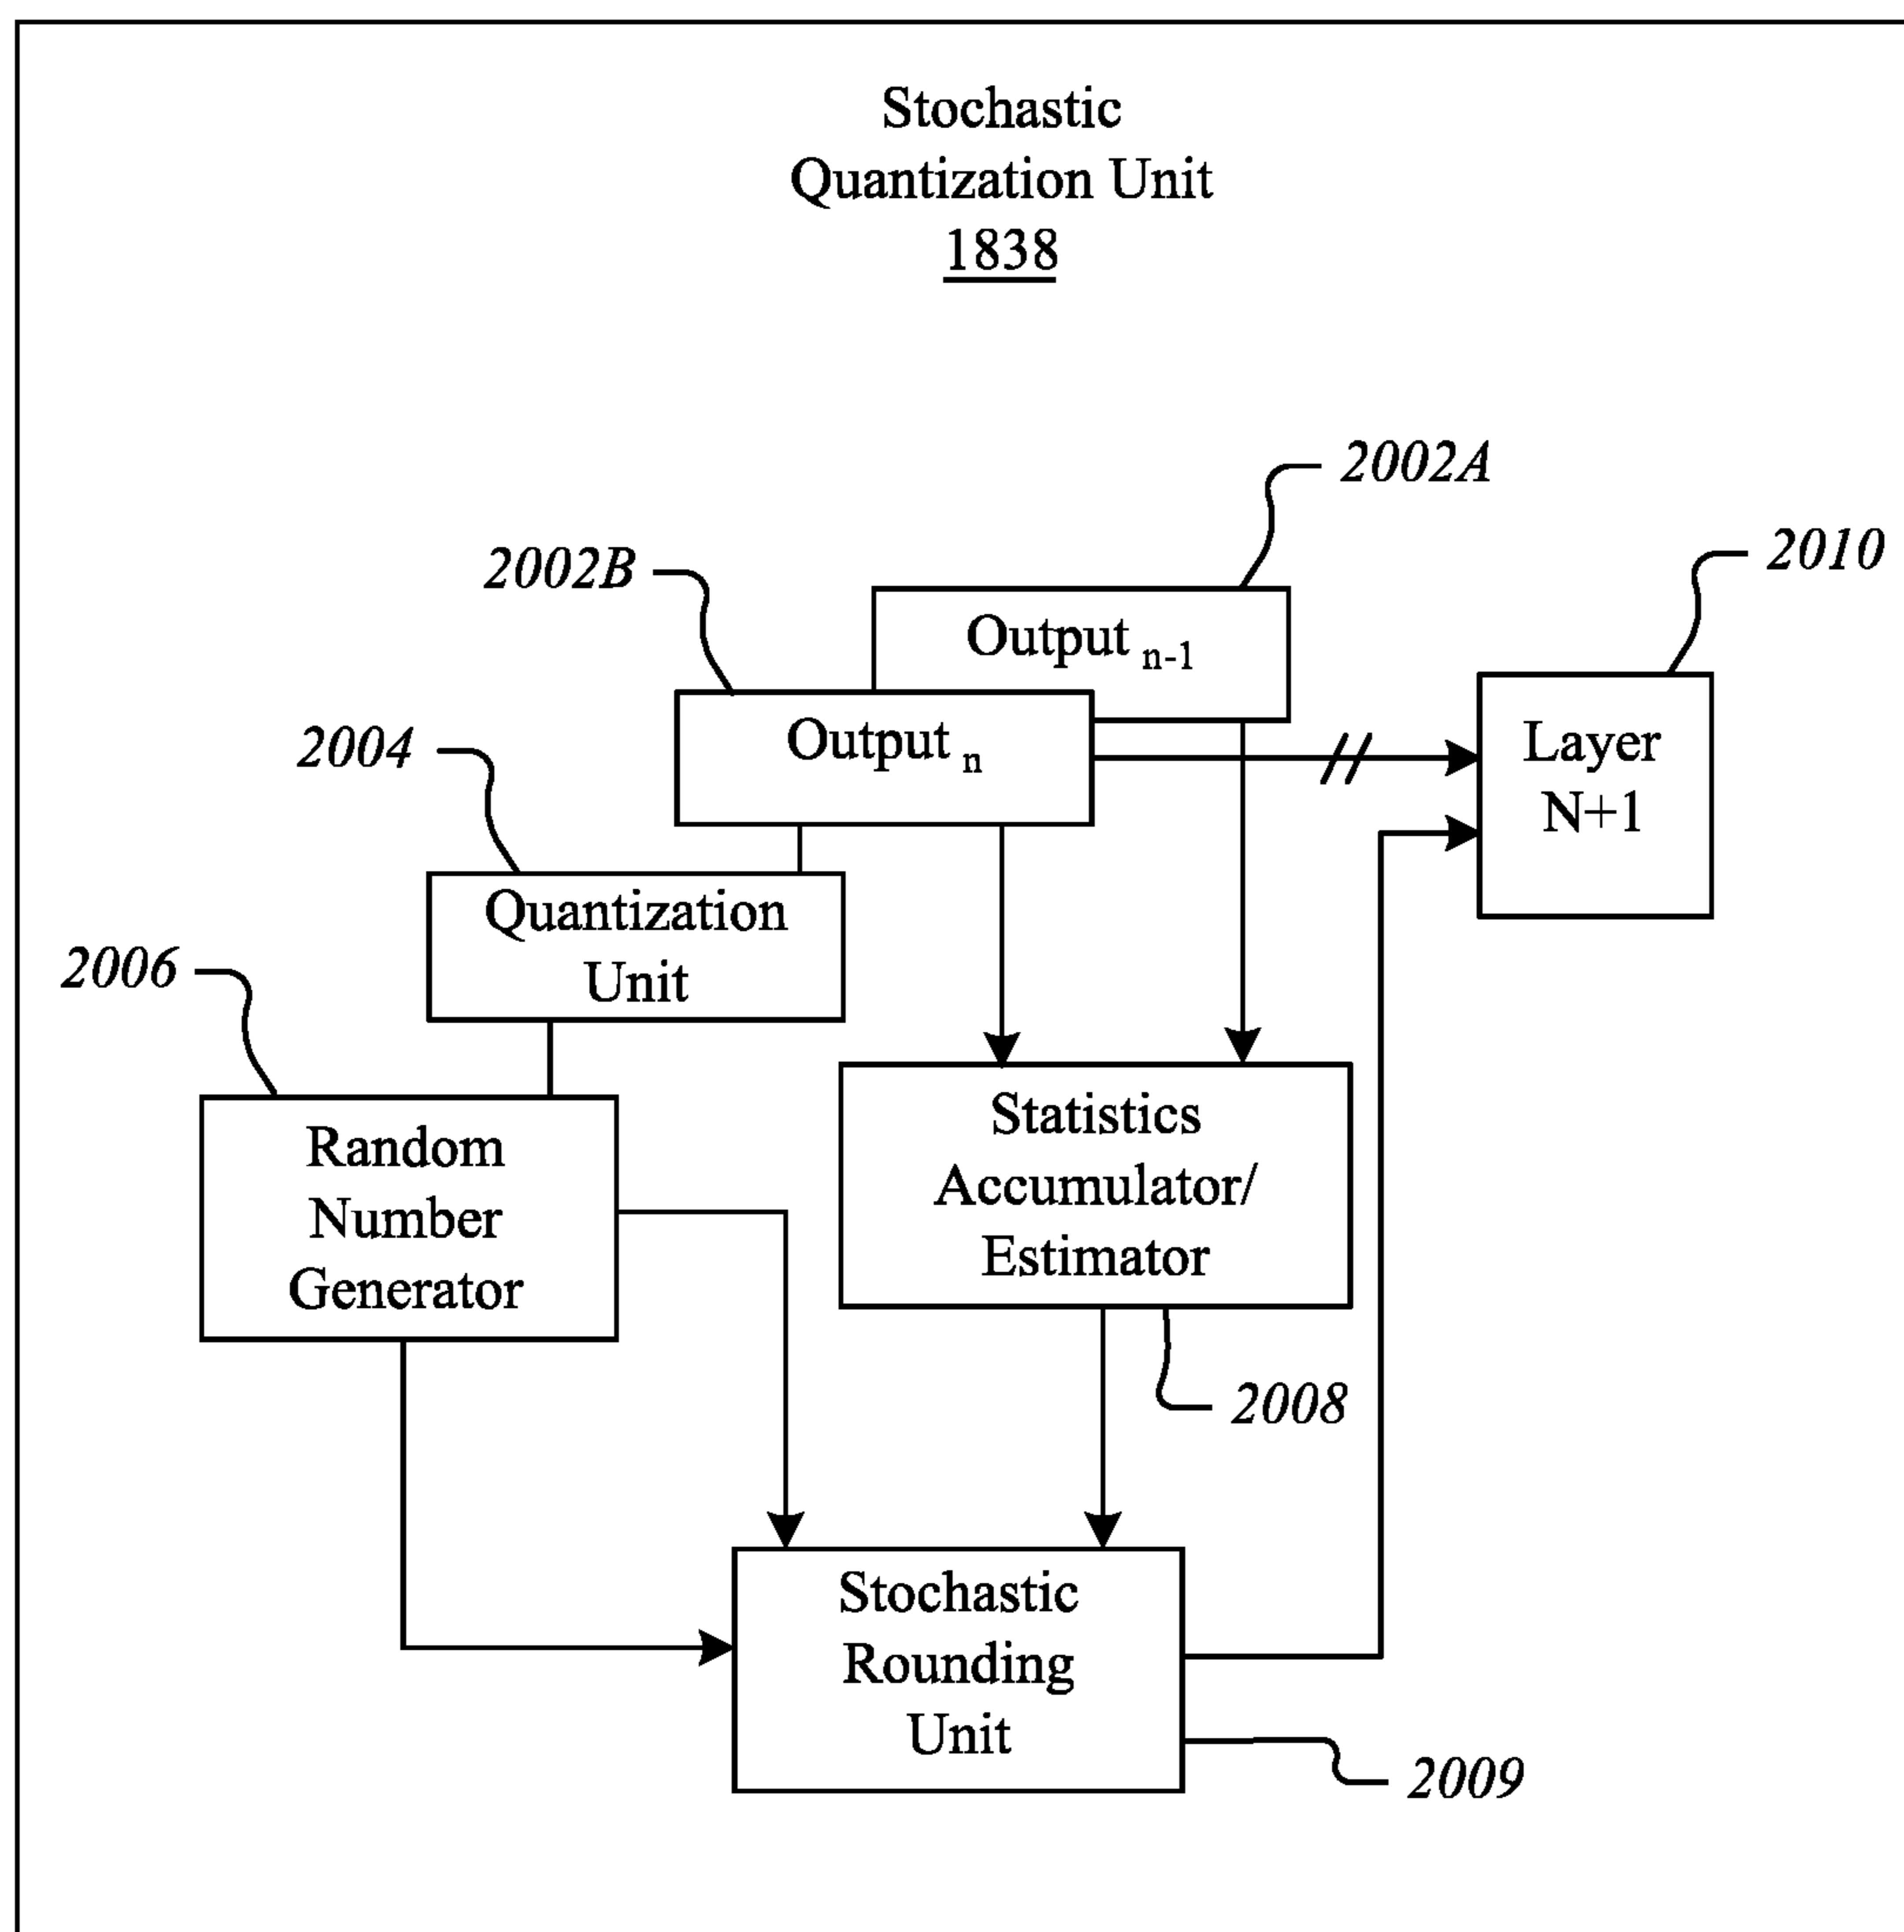 Stochastic
Quantization Unit
1838
2002A
2002B
2010
Output n-1
Output n
2004
Layer
N+1
Quantization
Unit
2006
Random
Number
Generator
Statistics
Accumulator/
Estimator
2008
Stochastic
Rounding
Unit
2009